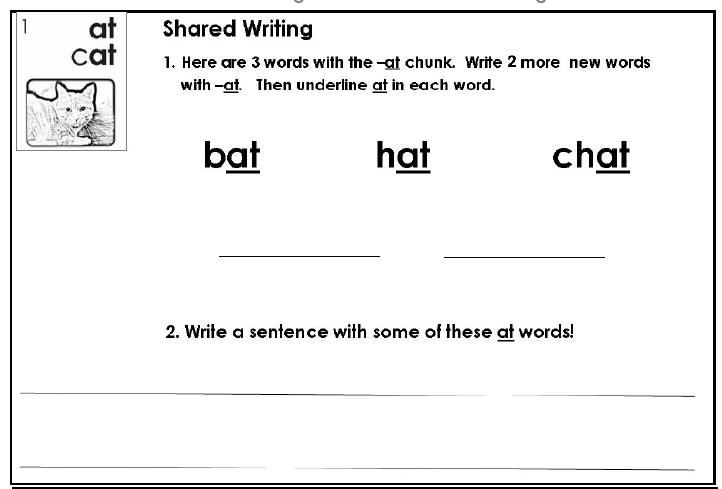 1
at
cat
Shared Writing
1. Here are 3 words with the –at chunk. Write 2 more new words
with –at. Then underline at in each word.
bat hat chat
2. Write a sentence with some of these at words!